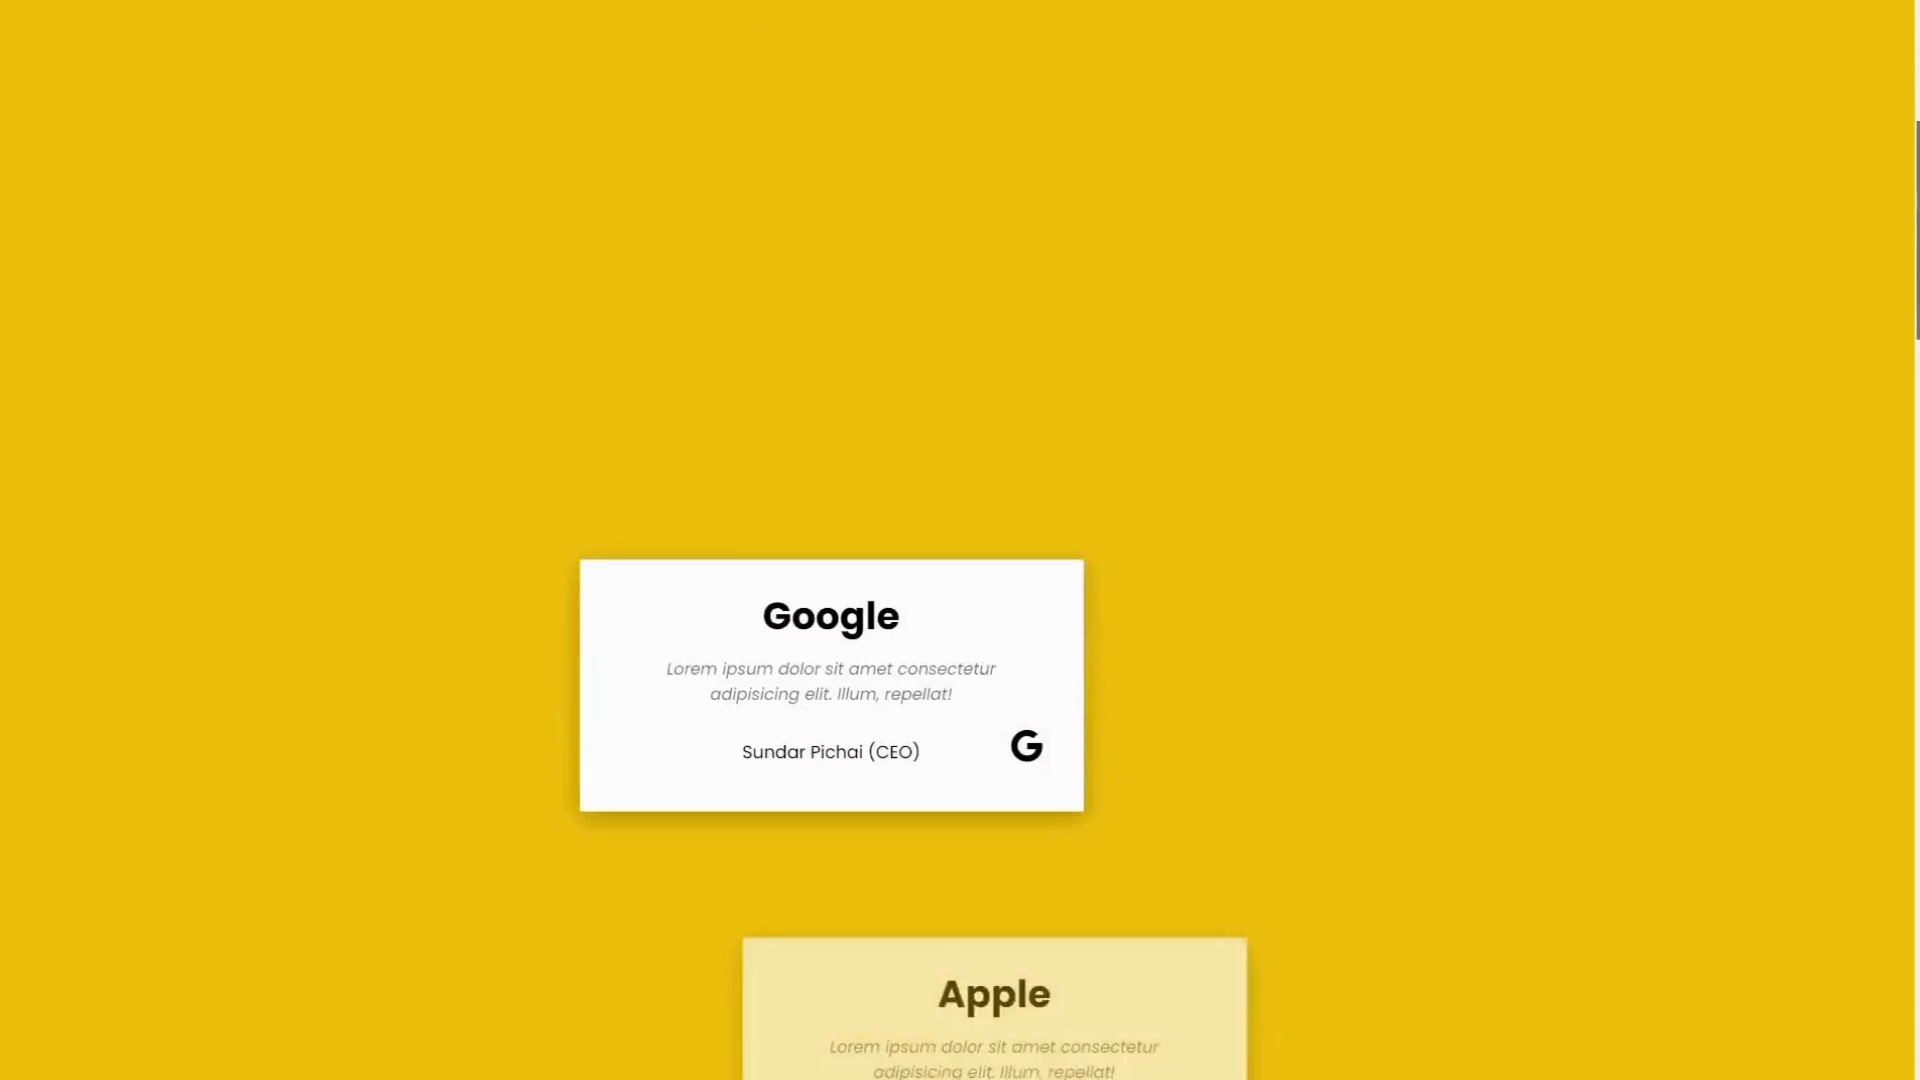 Google
Lorem ipsum dolor sit amet consectetur
adipisicing elit. Illum, repellat!
Sundar Pichai (CEO)
G
Apple
Lorem ipsum dolor sit amet consectetur
adipisicing elit. Illum, repellat!